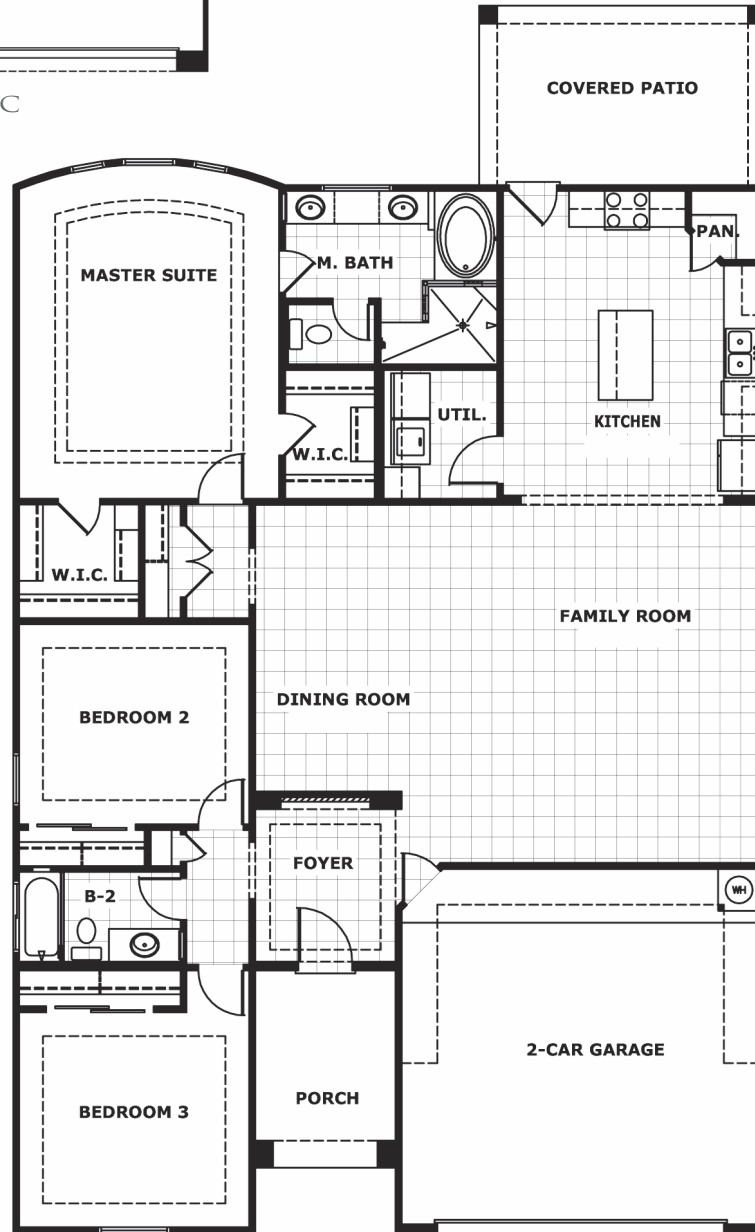 COVERED PATIO
C
PAN.
M. BATH
MASTER SUITE
UTIL.
KITCHEN
W.I.C.
W.I.C.
FAMILY ROOM
DINING ROOM
BEDROOM 2
FOYER
WH
B-2
2-CAR GARAGE
PORCH
BEDROOM 3